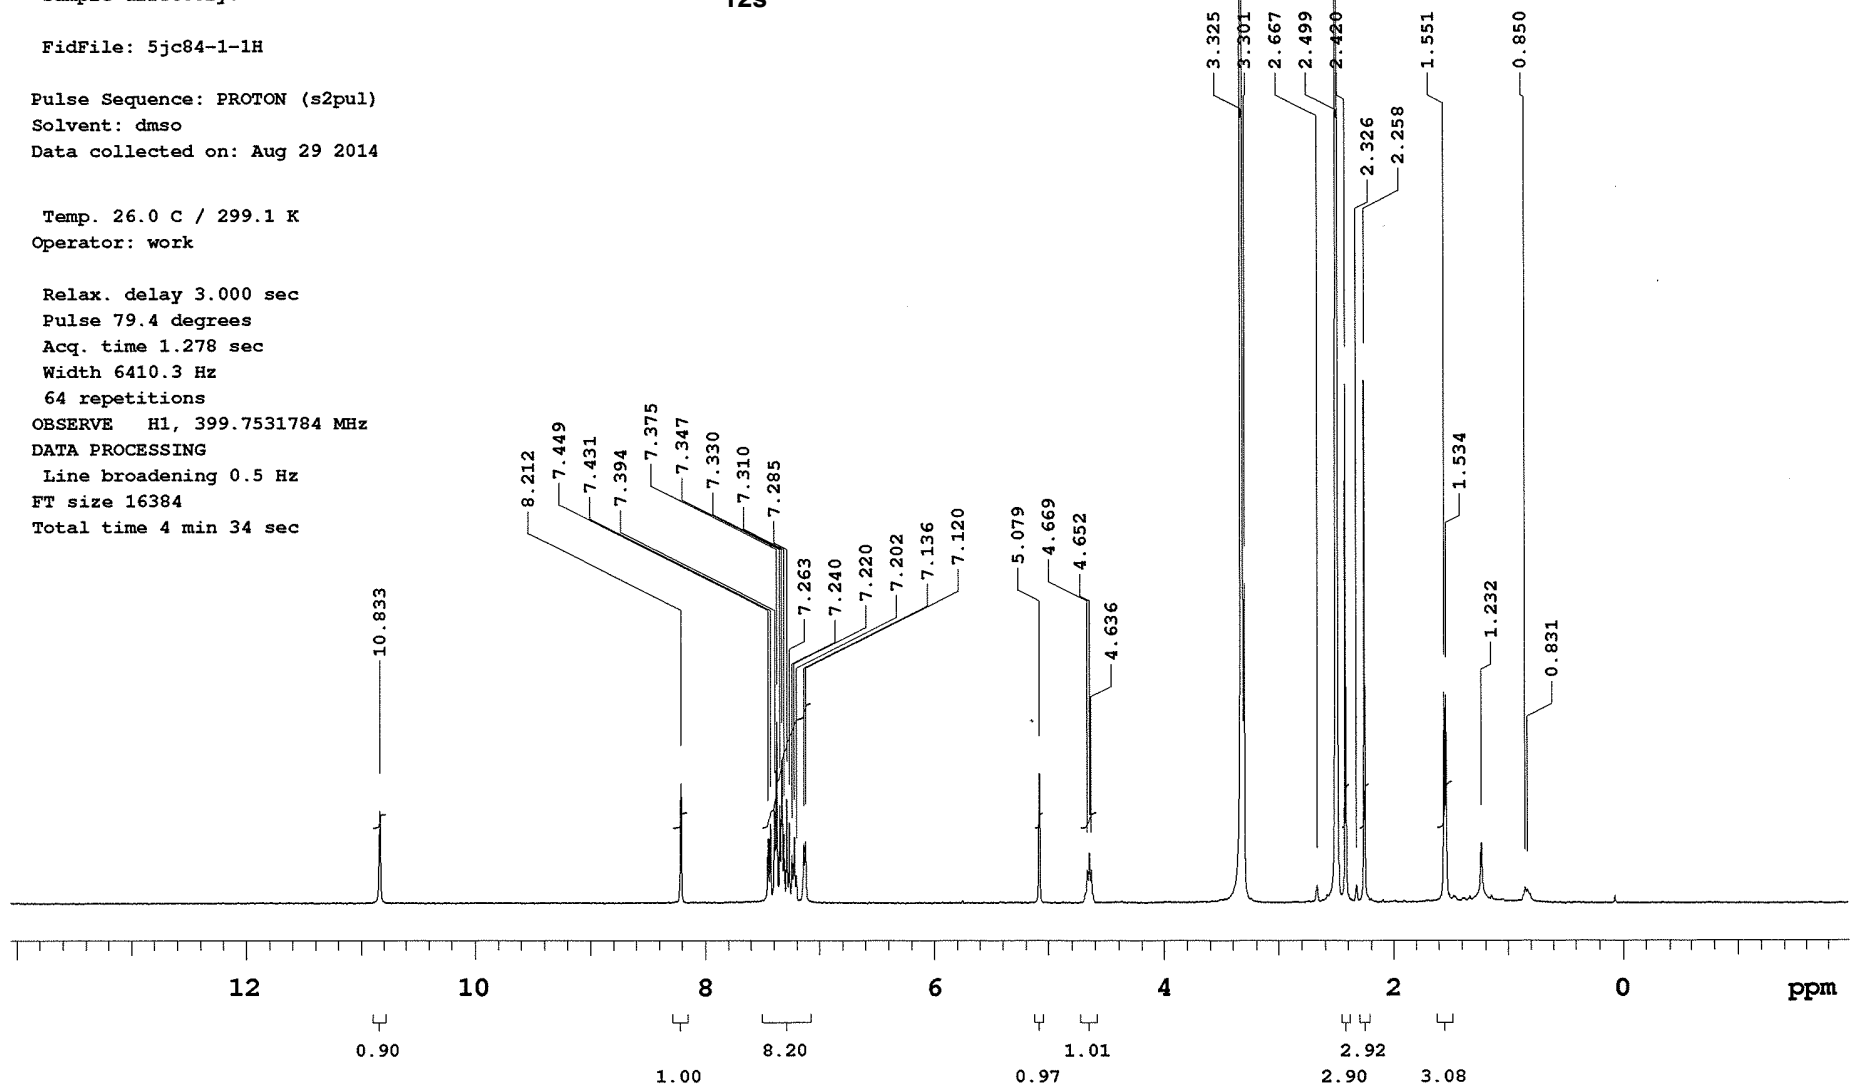 12s
FidFile: 5jc84-1-1H
Pulse Sequence: PROTON (s2pul)
Solvent: dmso
Data collected on: Aug 29 2014
Temp. 26.0 C / 299.1 K
Operator: work
Relax. delay 3.000 sec
Pulse 79.4 degrees
Acq. time 1.278 sec
Width 6410.3 Hz
64 repetitions
OBSERVE H1, 399.7531784 MHz
DATA PROCESSING
Line broadening 0.5 Hz
FT size 16384
Total time 4 min 34 sec
10.833
8.212
7.449
7.431
7.394
7.375
7.347
7.330
7.310
7.285
7.263
7.240
7.220
7.202
7.136
7.120
5.079
4.669
4.652
4.636
3.325
3.301
2.667
2.499
2.420
2.326
2.258
1.551
1.534
1.232
0.850
0.831
12 10 8 6 4 2 0 ppm
0.90 8.20 1.01 2.92
1.00 0.97 2.90 3.08